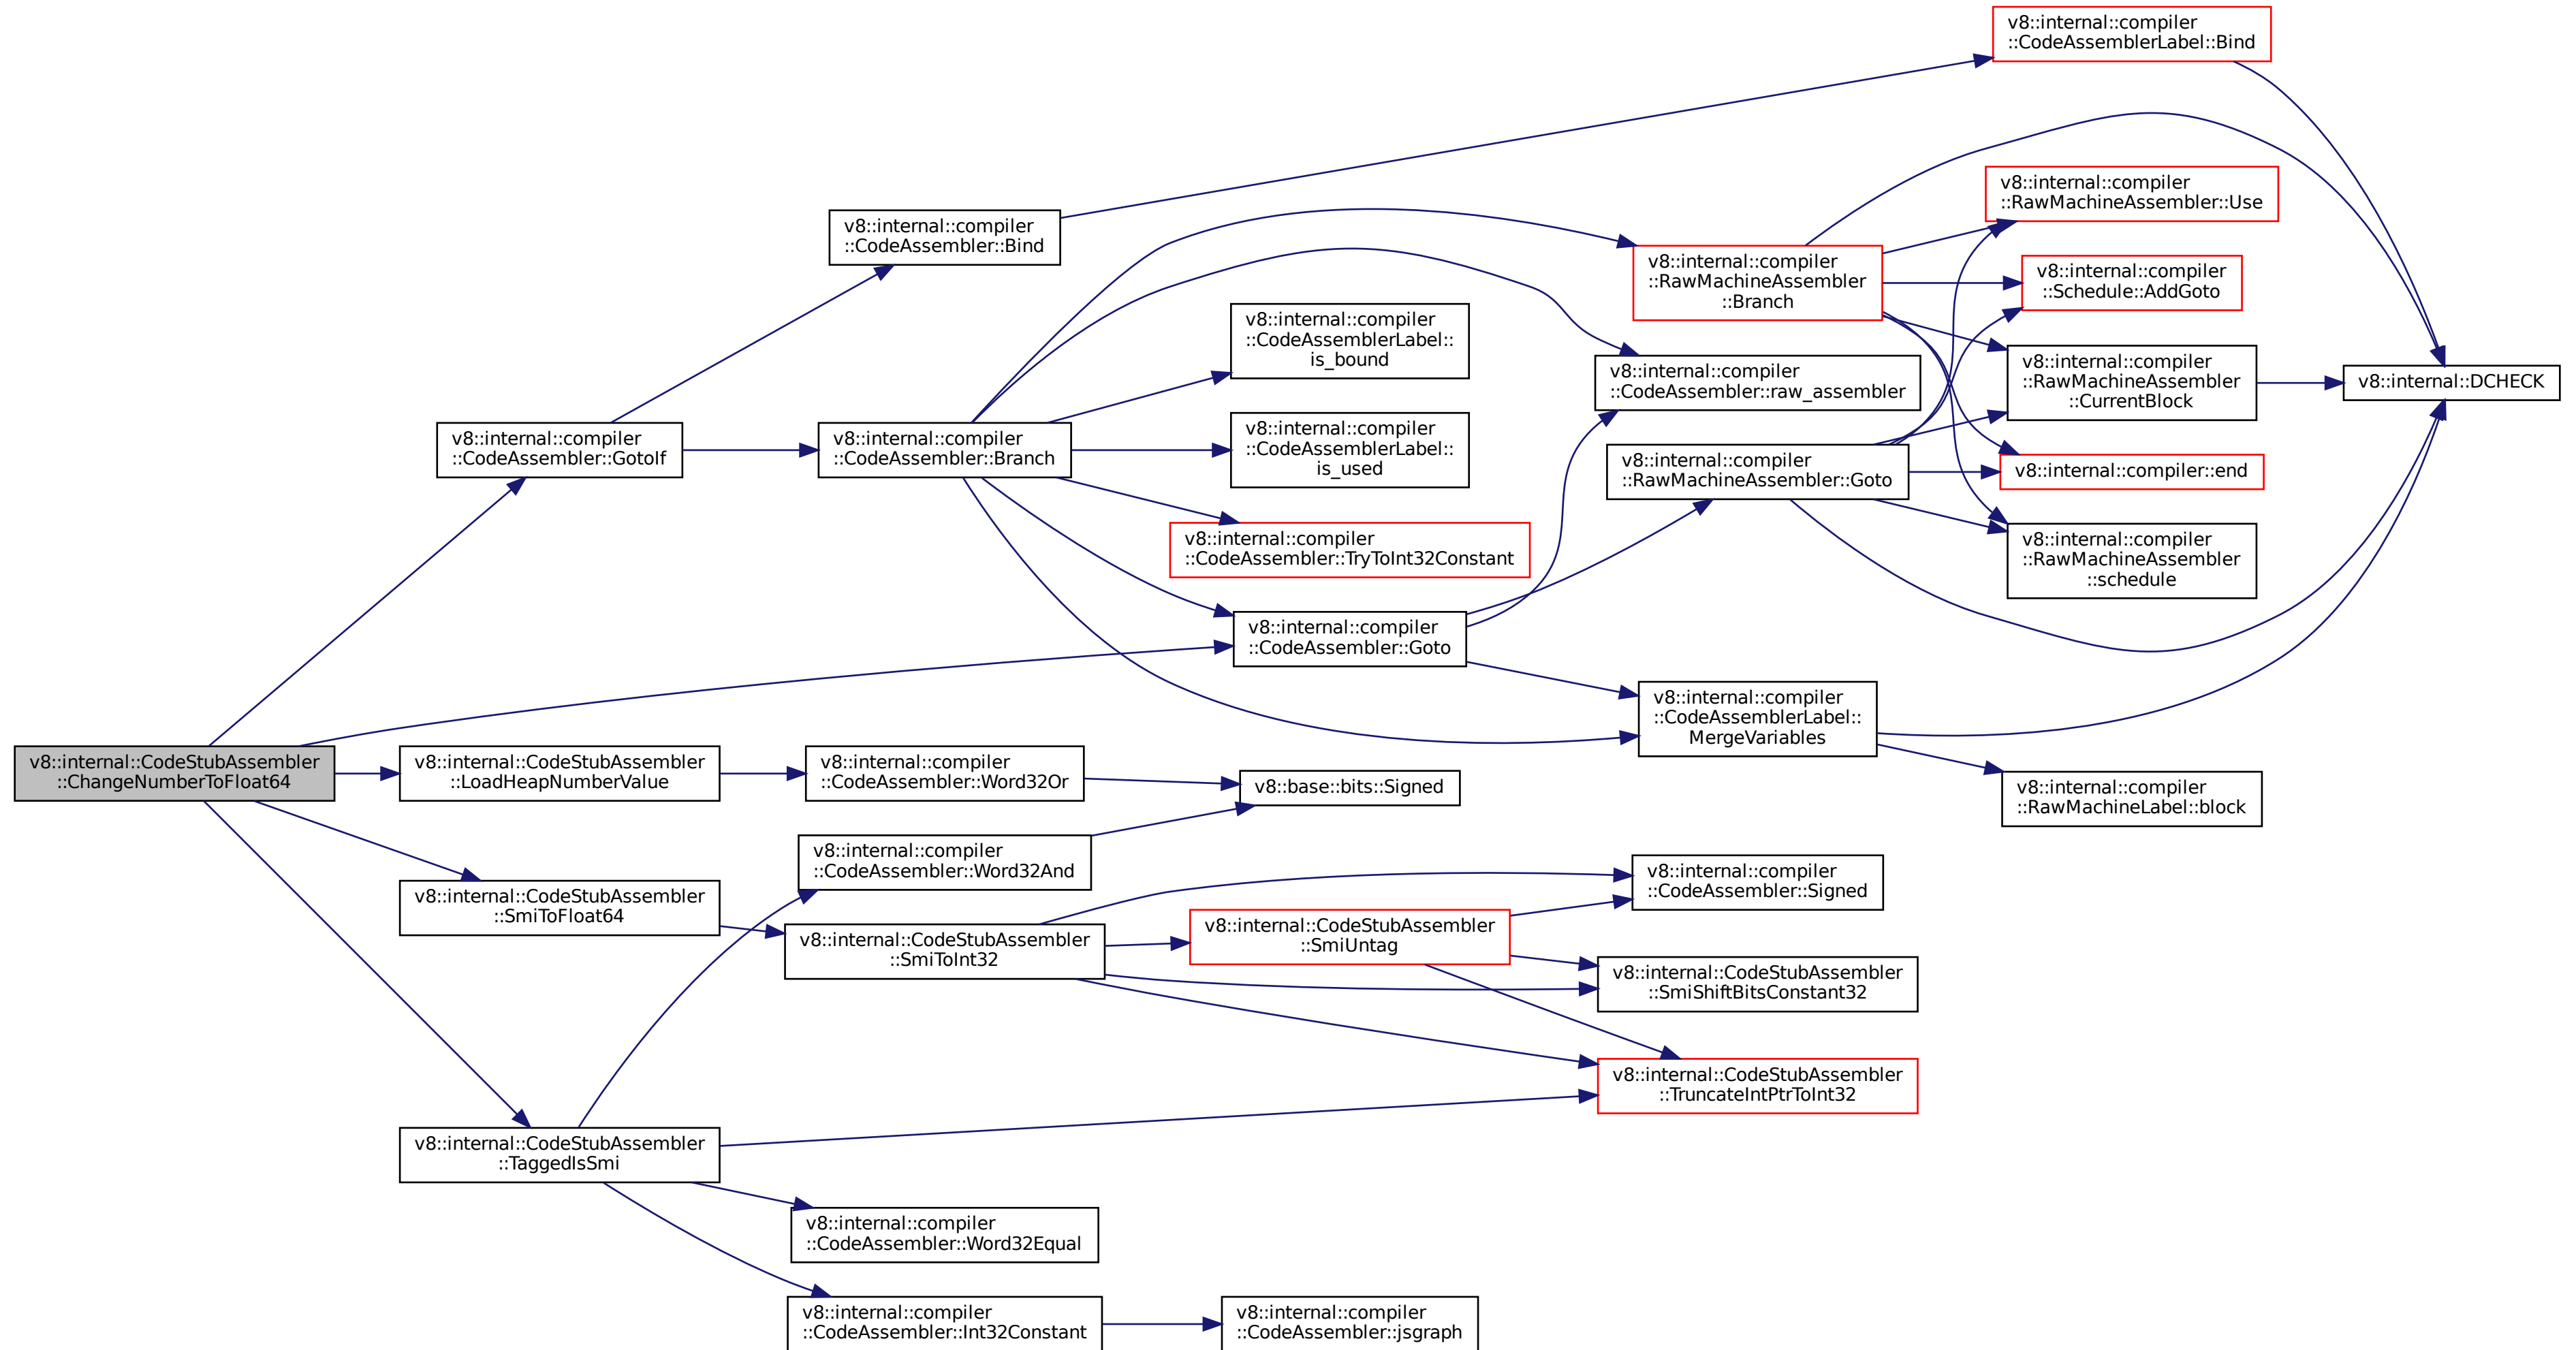 v8::internal::compiler
::CodeAssemblerLabel::Bind
v8::internal::compiler
::RawMachineAssembler::Use
v8::internal::compiler
::CodeAssembler::Bind
v8::internal::compiler
::RawMachineAssembler
::Branch
v8::internal::compiler
::Schedule::AddGoto
v8::internal::compiler
::CodeAssemblerLabel::
is_bound
v8::internal::compiler
::CodeAssembler::raw_assembler
v8::internal::compiler
::RawMachineAssembler
::CurrentBlock
v8::internal::DCHECK
v8::internal::compiler
::CodeAssembler::GotoIf
v8::internal::compiler
::CodeAssembler::Branch
v8::internal::compiler
::CodeAssemblerLabel::
is_used
v8::internal::compiler
::RawMachineAssembler::Goto
v8::internal::compiler::end
v8::internal::compiler
::CodeAssembler::TryToInt32Constant
v8::internal::compiler
::RawMachineAssembler
::schedule
v8::internal::compiler
::CodeAssembler::Goto
v8::internal::compiler
::CodeAssemblerLabel::
MergeVariables
v8::internal::CodeStubAssembler
::ChangeNumberToFloat64
v8::internal::CodeStubAssembler
::LoadHeapNumberValue
v8::internal::compiler
::CodeAssembler::Word32Or
v8::base::bits::Signed
v8::internal::compiler
::RawMachineLabel::block
v8::internal::compiler
::CodeAssembler::Word32And
v8::internal::compiler
::CodeAssembler::Signed
v8::internal::CodeStubAssembler
::SmiToFloat64
v8::internal::CodeStubAssembler
::SmiToInt32
v8::internal::CodeStubAssembler
::SmiUntag
v8::internal::CodeStubAssembler
::SmiShiftBitsConstant32
v8::internal::CodeStubAssembler
::TruncateIntPtrToInt32
v8::internal::CodeStubAssembler
::TaggedIsSmi
v8::internal::compiler
::CodeAssembler::Word32Equal
v8::internal::compiler
::CodeAssembler::Int32Constant
v8::internal::compiler
::CodeAssembler::jsgraph